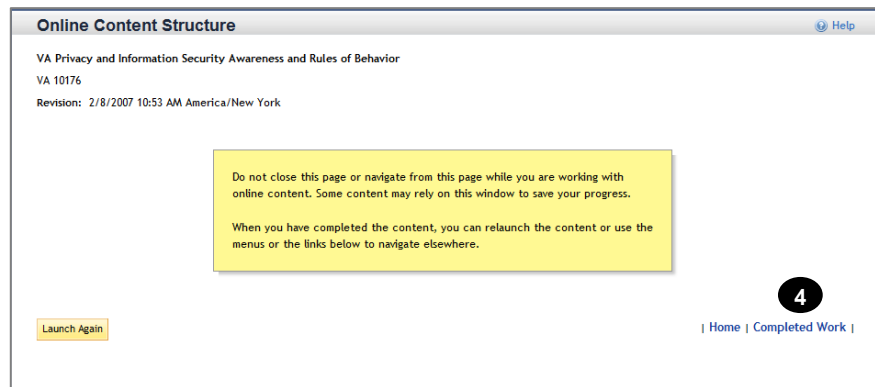 Online Content Structure
Help
VA Privacy and Information Security Awareness and Rules of Behavior
VA 10176
Revision: 2/8/2007 10:53 AM America/New York
Do not close this page or navigate from this page while you are working with
online content. Some content may rely on this window to save your progress.
When you have completed the content, you can relaunch the content or use the
menus or the links below to navigate elsewhere.
4
Launch Again
| Home | Completed Work |